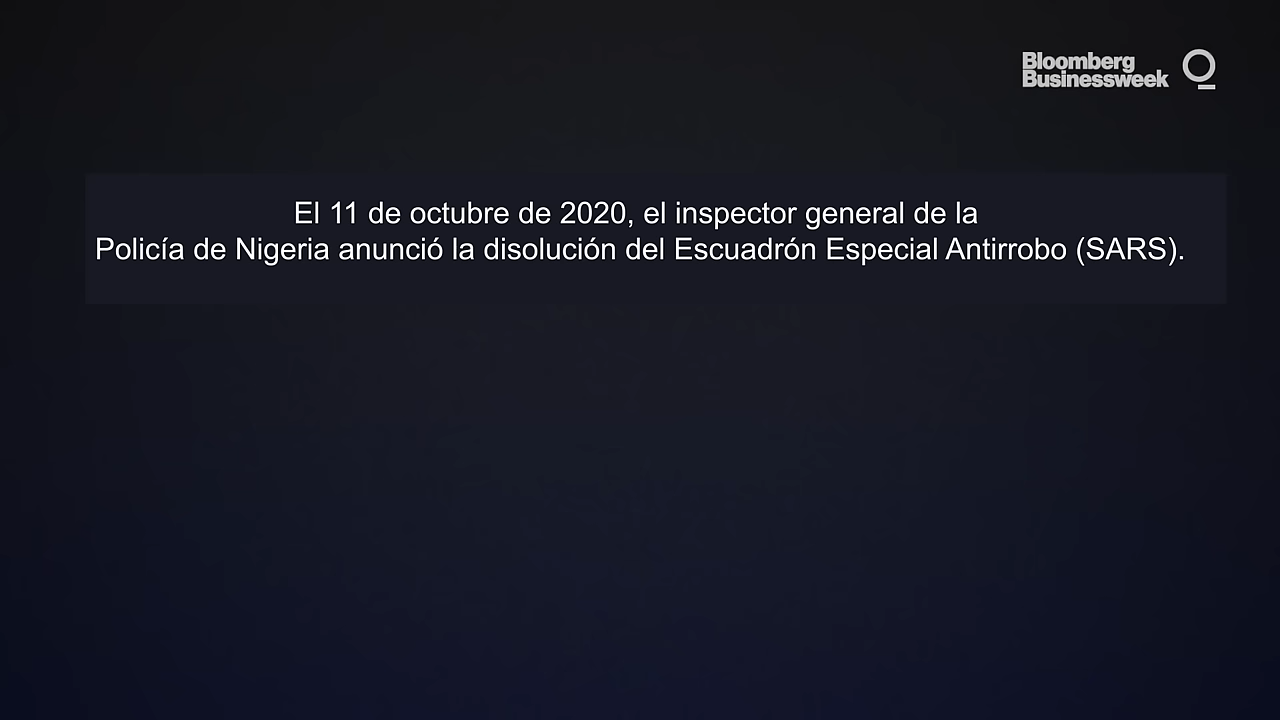 Bloomberg
Businessweek
El 11 de octubre de 2020, el inspector general de la
Policía de Nigeria anunció la disolución del Escuadrón Especial Antirrobo (SARS).